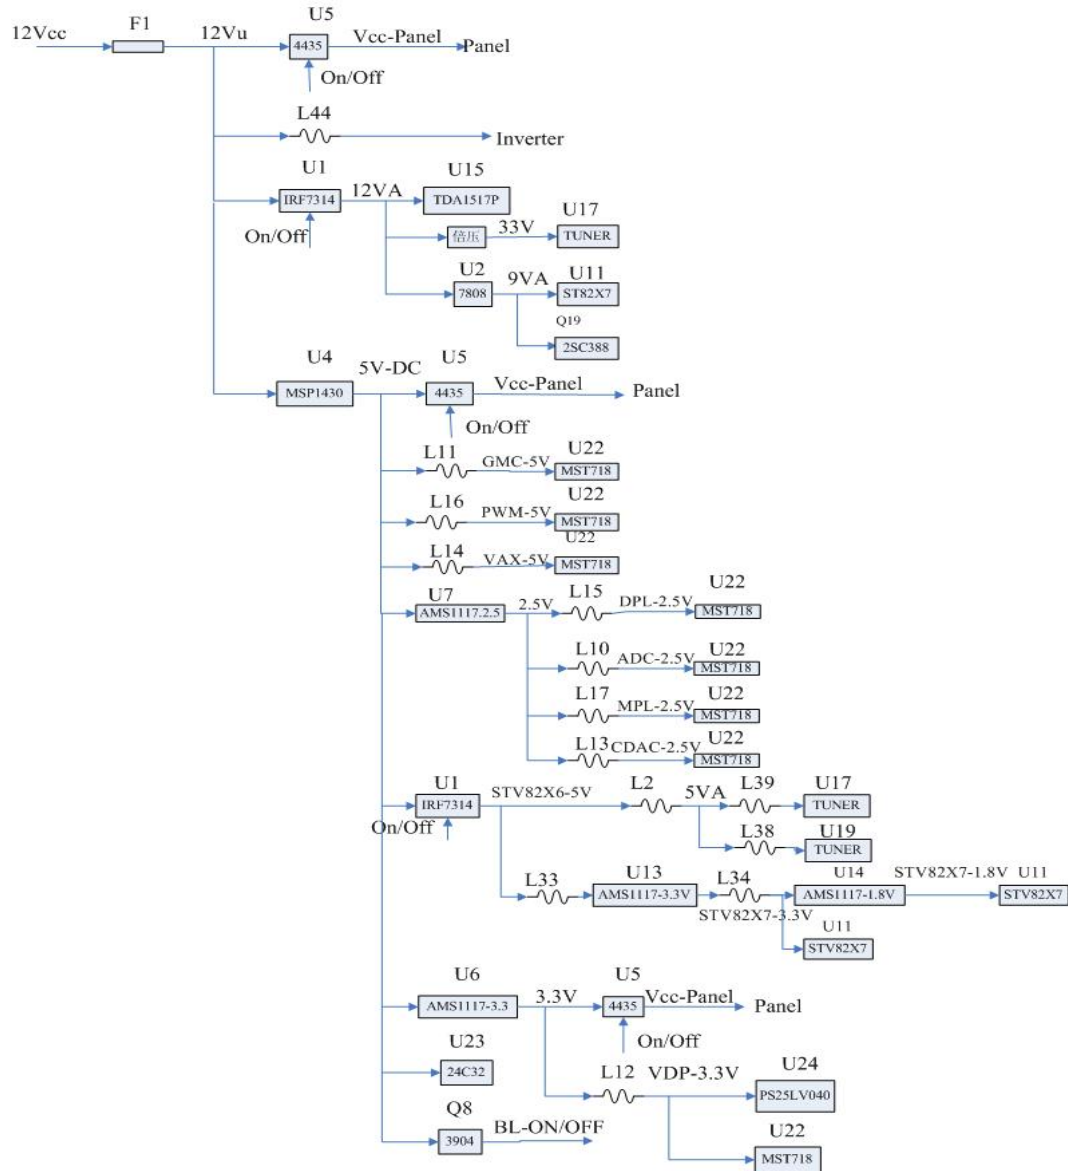 12Vcc
F1
12Vu
U5
4435
Vcc-Panel
Panel
On/Off
L44
Inverter
U1
IRF7314
On/Off
12VA
U15
TDA1517P
倍压
33V
U17
TUNER
U2
7808
9VA
U11
ST82X7
Q19
2SC388
U4
MSP1430
5V-DC
U5
4435
Vcc-Panel
Panel
On/Off
L11
GMC-5V
U22
MST718
L16
PWM-5V
U22
MST718
L14
VAX-5V
U22
MST718
U7
AMS1117.2.5
2.5V
L15
DPL-2.5V
U22
MST718
L10
ADC-2.5V
U22
MST718
L17
MPL-2.5V
U22
MST718
L13
CDAC-2.5V
U22
MST718
U1
IRF7314
On/Off
STV82X6-5V
L2
5VA
L39
U17
TUNER
L38
U19
TUNER
L33
U13
AMS1117-3.3V
L34
STV82X7-3.3V
U14
AMS1117-1.8V
STV82X7-1.8V
U11
STV82X7
U11
STV82X7
U6
AMS1117-3.3
3.3V
U5
4435
Vcc-Panel
Panel
On/Off
U23
24C32
L12
VDP-3.3V
U24
PS25LV040
Q8
3904
BL-ON/OFF
U22
MST718